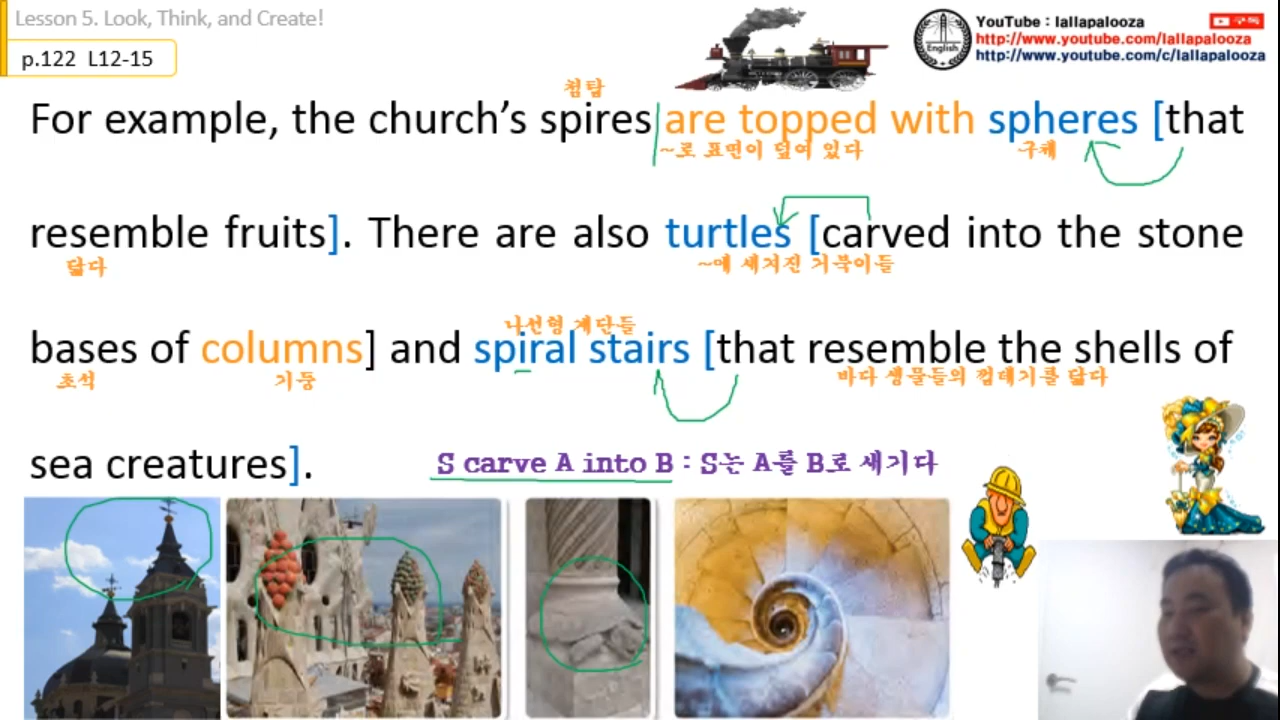 Lesson 5. Look, Think, and Create!
p.122 L12-15
English
YouTube : lallapalooza
구독
http://www.youtube.com/lallapalooza
http://www.youtube.com/c/lallapalooza
첨탑
For example, the church's spires are topped with spheres [that
~로 표면이 덮여 있다 구체
resemble fruits]. There are also turtles [carved into the stone
닮다 ~에 새겨진 거북이들
나선형 계단들
bases of columns] and spiral stairs [that resemble the shells of
초석 기둥 바다 생물들의 껍데기를 닮다
sea creatures].
S carve A into B : S는 A를 B로 새기다